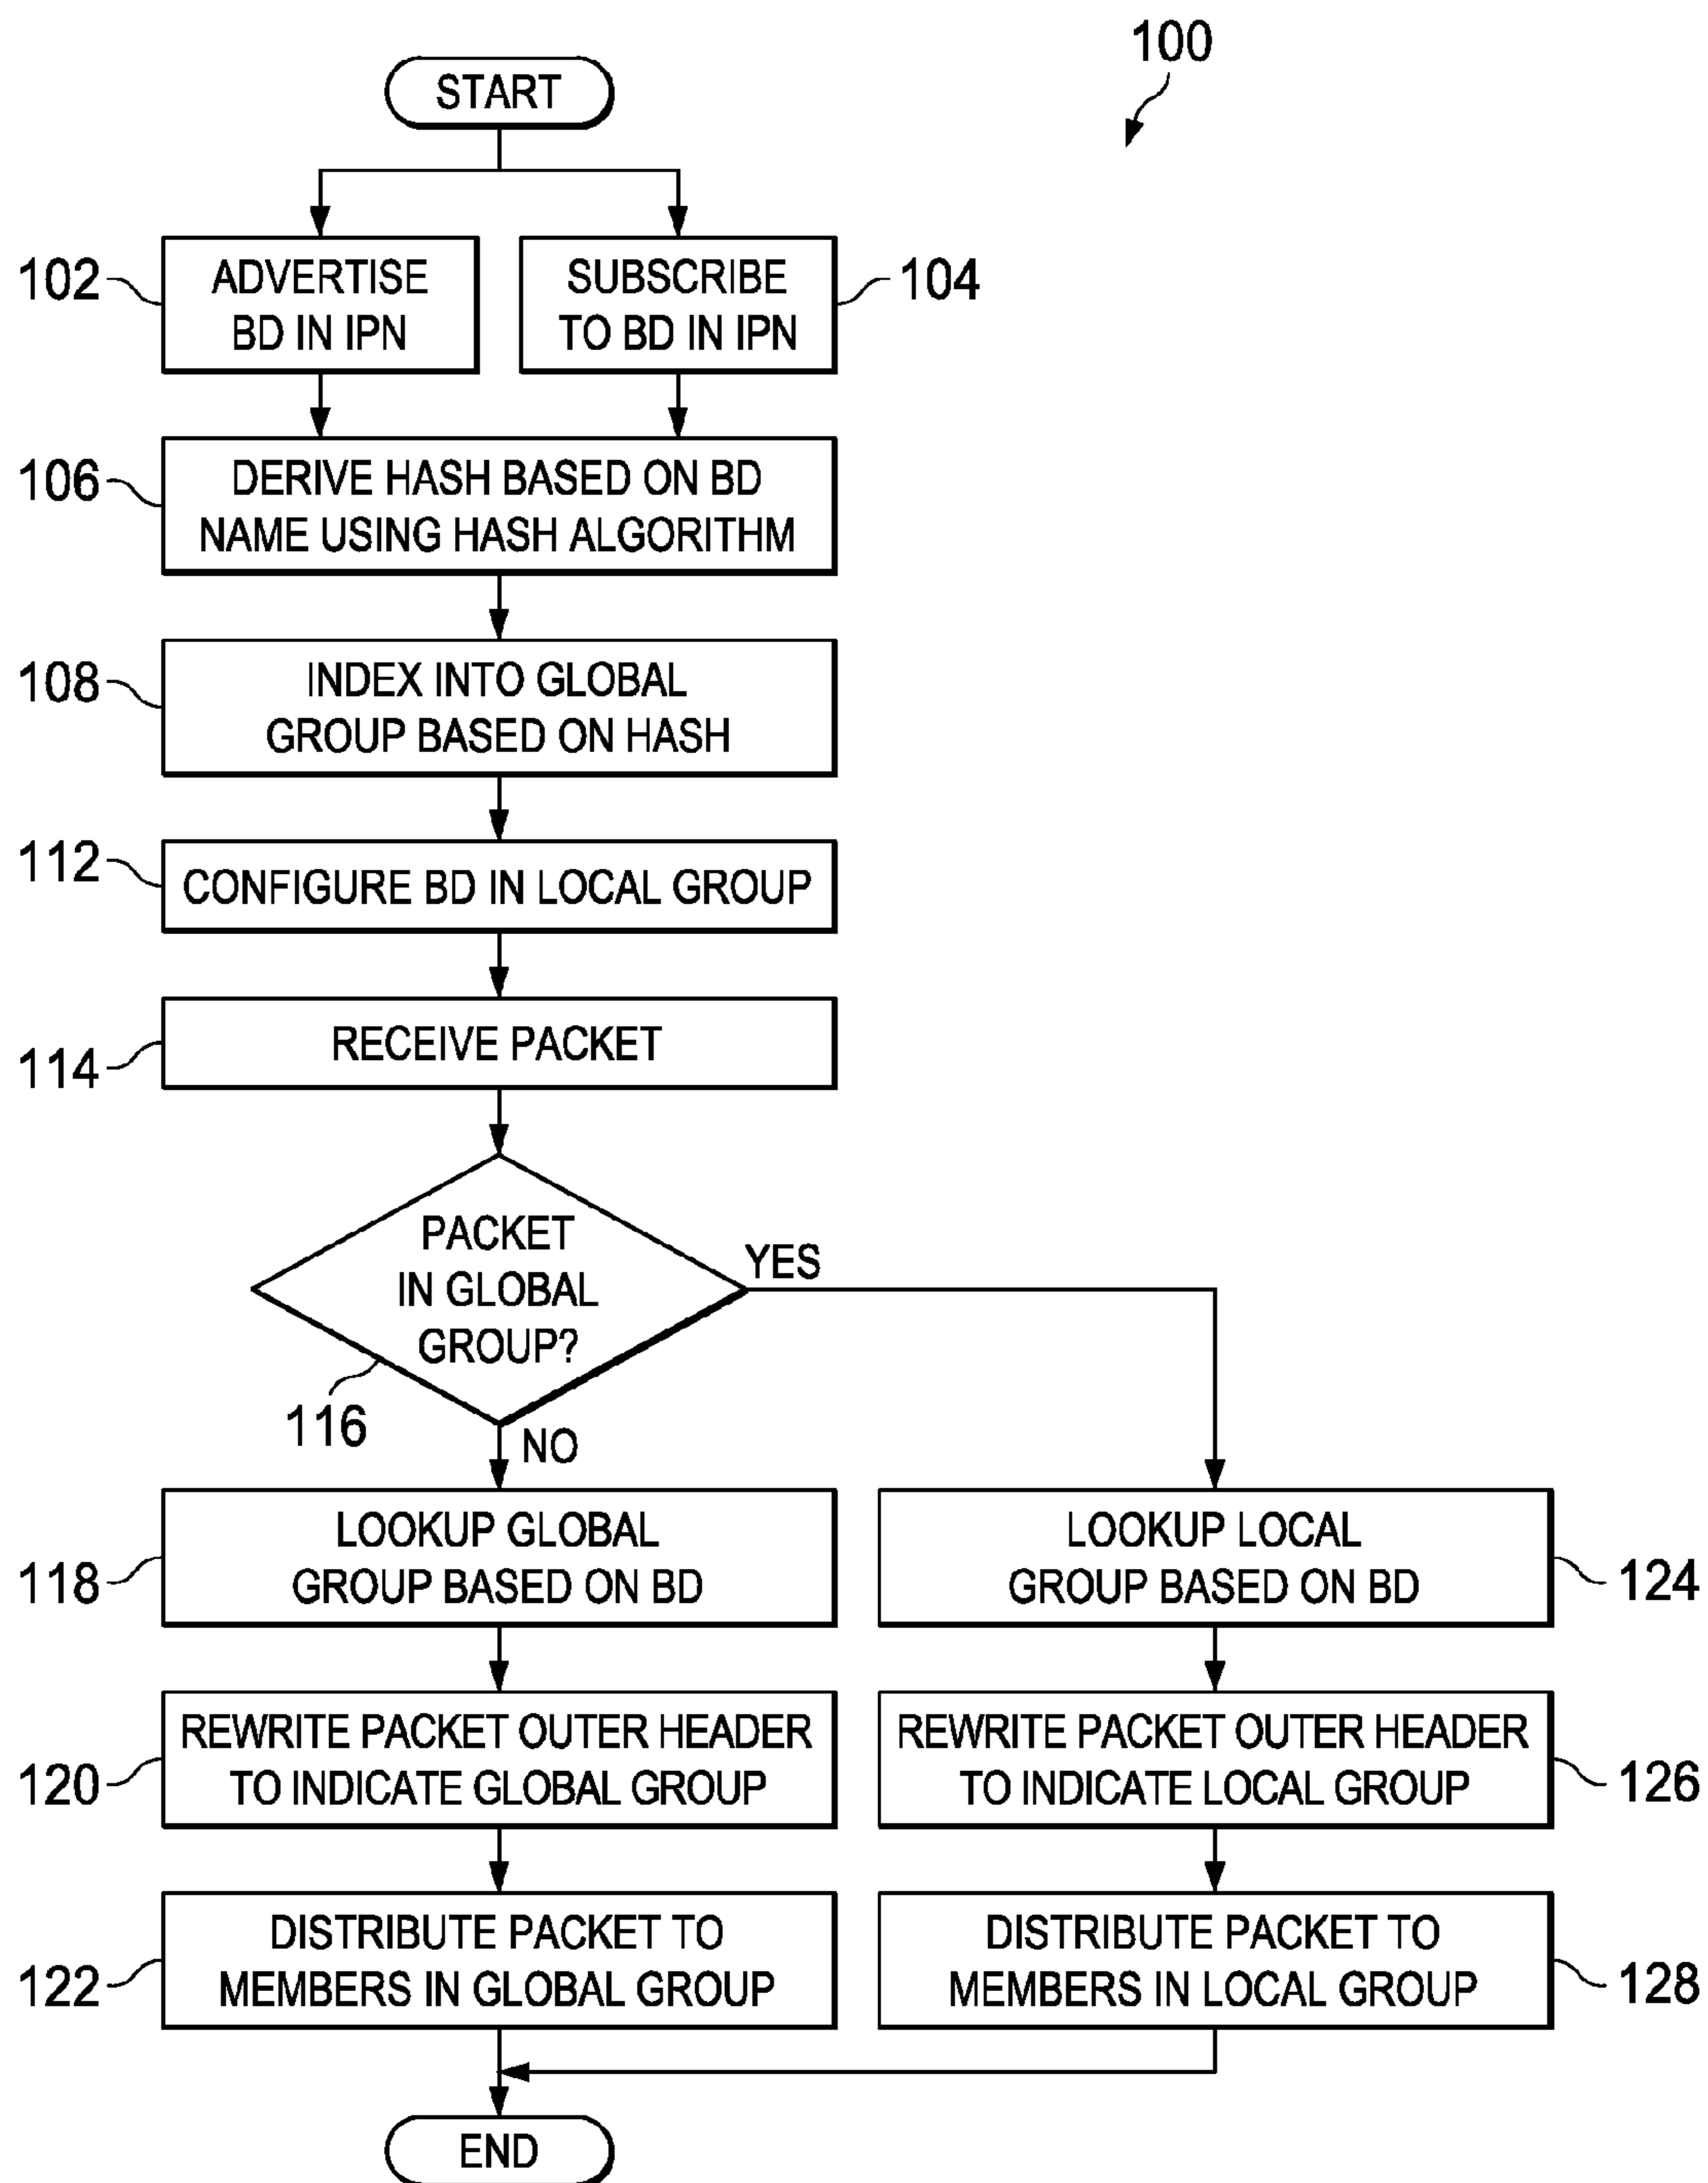 100
START
102
ADVERTISE
BD IN IPN
SUBSCRIBE
TO BD IN IPN
104
106
DERIVE HASH BASED ON BD
NAME USING HASH ALGORITHM
108
INDEX INTO GLOBAL
GROUP BASED ON HASH
112
CONFIGURE BD IN LOCAL GROUP
114
RECEIVE PACKET
PACKET
IN GLOBAL
GROUP?
YES
116
NO
118
LOOKUP GLOBAL
GROUP BASED ON BD
LOOKUP LOCAL
GROUP BASED ON BD
124
120
REWRITE PACKET OUTER HEADER
TO INDICATE GLOBAL GROUP
REWRITE PACKET OUTER HEADER
TO INDICATE LOCAL GROUP
126
122
DISTRIBUTE PACKET TO
MEMBERS IN GLOBAL GROUP
DISTRIBUTE PACKET TO
MEMBERS IN LOCAL GROUP
128
END